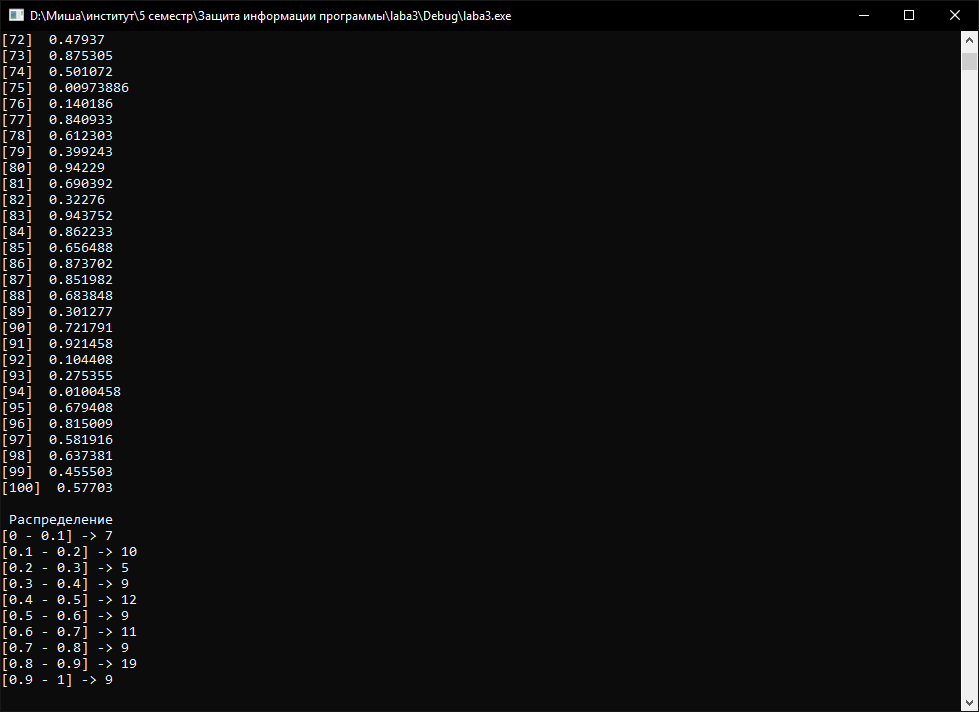 D:\Миша\институт\5 семестр\Защита информации программы\laba3\Debug\laba3.exe
[72]  0.47937
[73]  0.875305
[74]  0.501072
[75]  0.00973886
[76]  0.140186
[77]  0.840933
[78]  0.612303
[79]  0.399243
[80]  0.94229
[81]  0.690392
[82]  0.32276
[83]  0.943752
[84]  0.862233
[85]  0.656488
[86]  0.873702
[87]  0.851982
[88]  0.683848
[89]  0.301277
[90]  0.721791
[91]  0.921458
[92]  0.104408
[93]  0.275355
[94]  0.0100458
[95]  0.679408
[96]  0.815009
[97]  0.581916
[98]  0.637381
[99]  0.455503
[100]  0.57703
Распределение
[0 - 0.1] -> 7
[0.1 - 0.2] -> 10
[0.2 - 0.3] -> 5
[0.3 - 0.4] -> 9
[0.4 - 0.5] -> 12
[0.5 - 0.6] -> 9
[0.6 - 0.7] -> 11
[0.7 - 0.8] -> 9
[0.8 - 0.9] -> 19
[0.9 - 1] -> 9